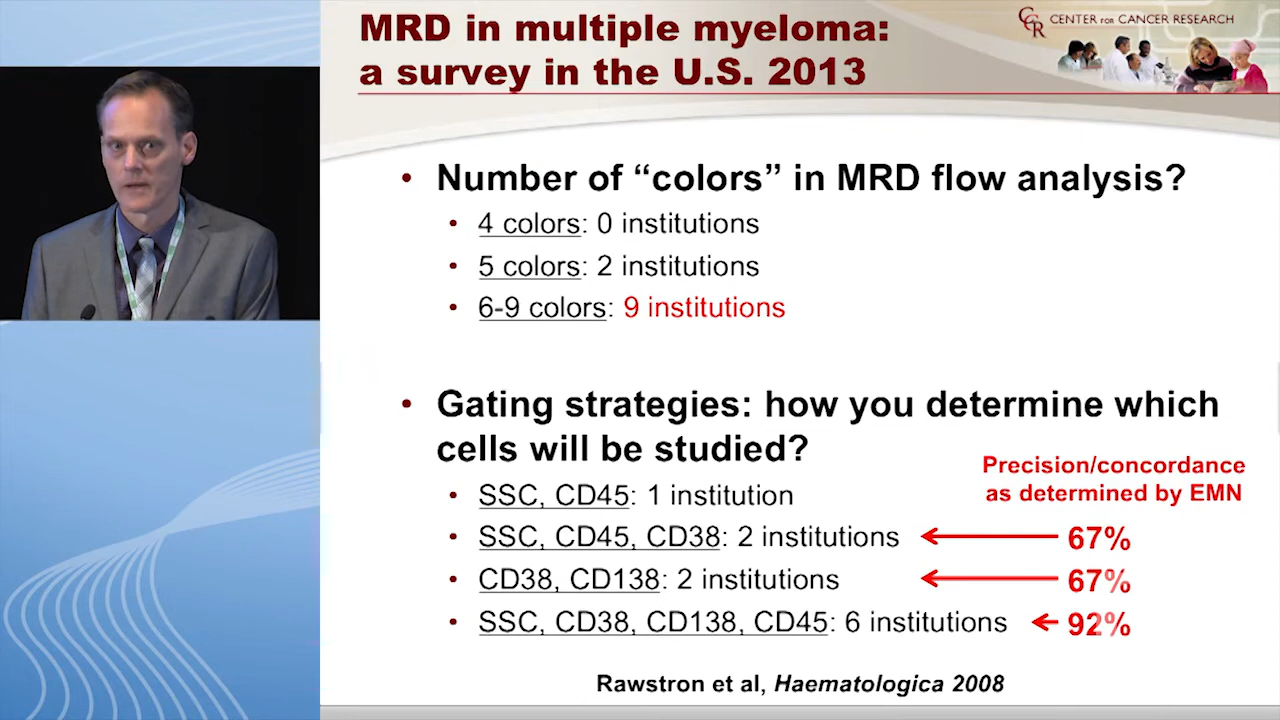 MRD in multiple myeloma:
a survey in the U.S. 2013
CCR CENTER for CANCER RESEARCH
• Number of “colors” in MRD flow analysis?
• 4 colors: 0 institutions
• 5 colors: 2 institutions
• 6-9 colors: 9 institutions
• Gating strategies: how you determine which
cells will be studied?
Precision/concordance
as determined by EMN
• SSC, CD45: 1 institution
• SSC, CD45, CD38: 2 institutions 67%
• CD38, CD138: 2 institutions 67%
• SSC, CD38, CD138, CD45: 6 institutions 92%
Rawstron et al, Haematologica 2008